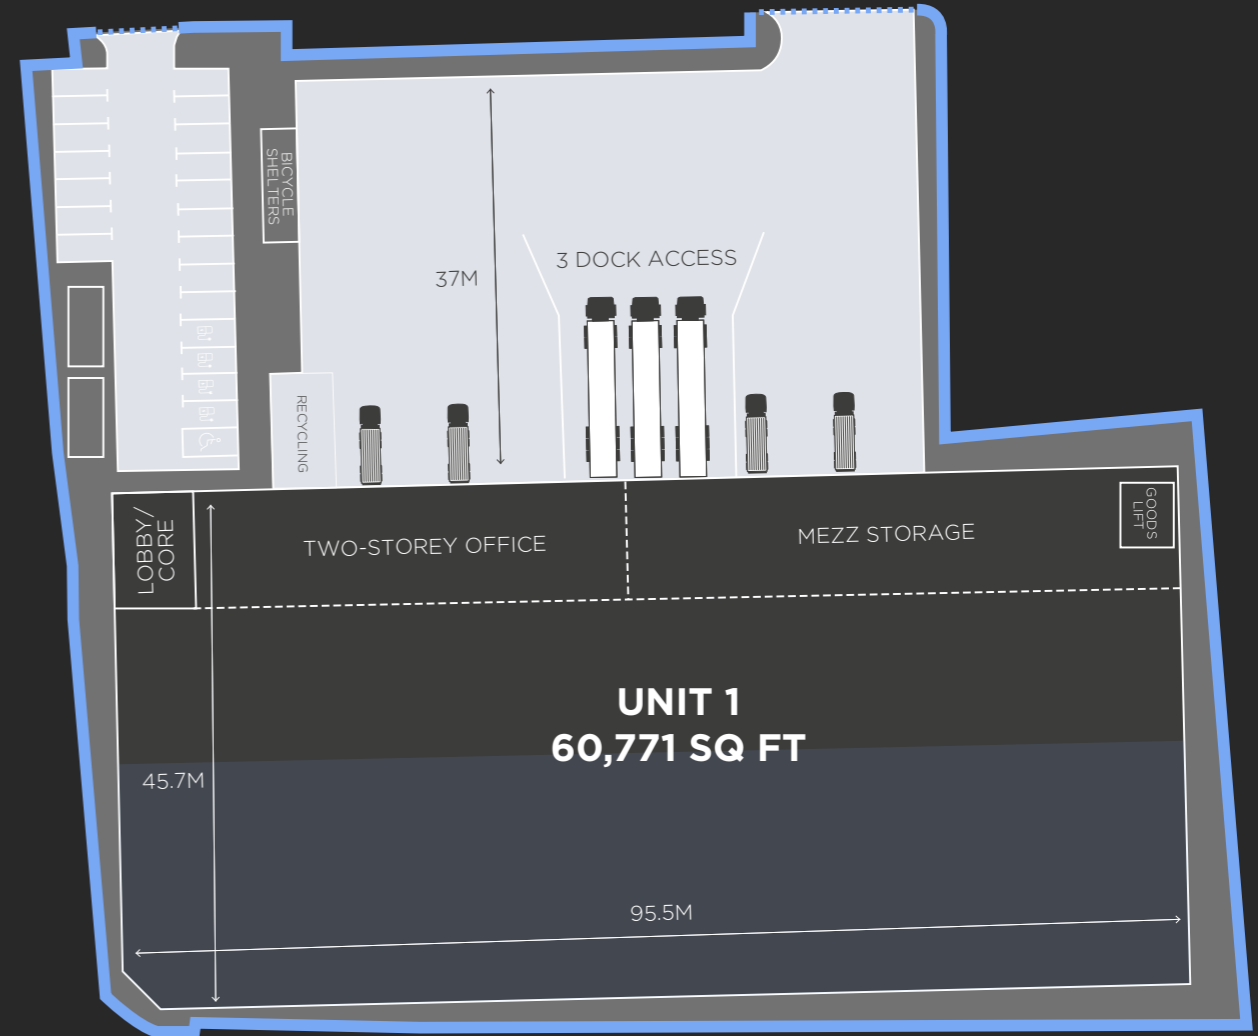 BICYCLE
SHELTERS
3 DOCK ACCESS
37M
RECYCLING
LOBBY/
CORE
TWO-STOREY OFFICE
MEZZ STORAGE
GOODS
LIFT
UNIT 1
60,771 SQ FT
45.7M
95.5M